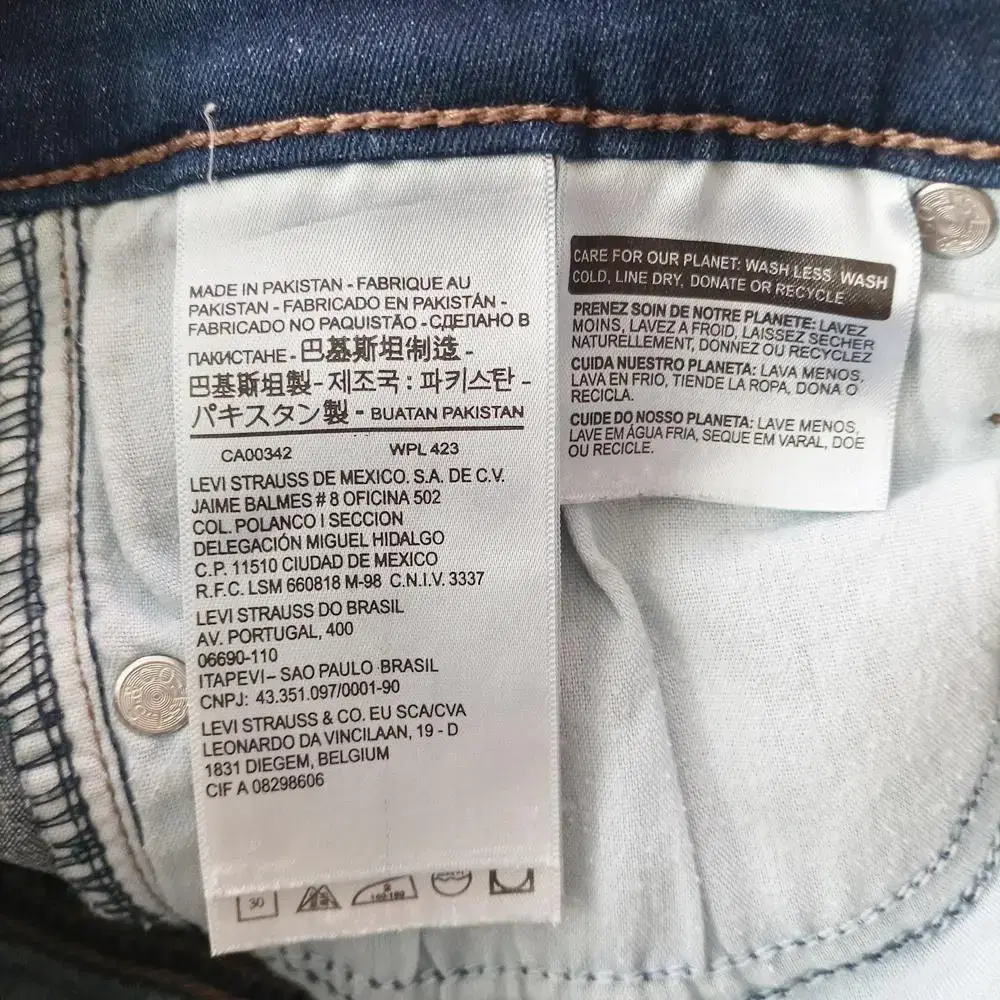 MADE IN PAKISTAN - FABRIQUE AU
PAKISTAN - FABRICADO EN PAKISTÁN -
FABRICADO NO PAQUISTÃO - СДЕЛАНО В
ПАКИСТАНЕ - 巴基斯坦制造 -
巴基斯坦製 - 제조국 : 파키스탄 -
パキスタン製 - BUATAN PAKISTAN
CA00342 WPL 423
LEVI STRAUSS DE MEXICO. S.A. DE C.V.
JAIME BALMES # 8 OFICINA 502
COL. POLANCO I SECCION
DELEGACIÓN MIGUEL HIDALGO
C.P. 11510 CIUDAD DE MEXICO
R.F.C. LSM 660818 M-98 C.N.I.V. 3337
LEVI STRAUSS DO BRASIL
AV. PORTUGAL, 400
06690-110
ITAPEVI – SAO PAULO BRASIL
CNPJ: 43.351.097/0001-90
LEVI STRAUSS & CO. EU SCA/CVA
LEONARDO DA VINCILAAN, 19 - D
1831 DIEGEM, BELGIUM
CIF A 08298606
30
CARE FOR OUR PLANET: WASH LESS, WASH
COLD, LINE DRY, DONATE OR RECYCLE
PRENEZ SOIN DE NOTRE PLANETE: LAVEZ
MOINS, LAVEZ A FROID, LAISSEZ SECHER
NATURELLEMENT, DONNEZ OU RECYCLEZ
CUIDA NUESTRO PLANETA: LAVA MENOS,
LAVA EN FRIO, TIENDE LA ROPA, DONA O
RECICLA.
CUIDE DO NOSSO PLANETA: LAVE MENOS,
LAVE EM ÁGUA FRIA, SEQUE EM VARAL, DOE
OU RECICLE.